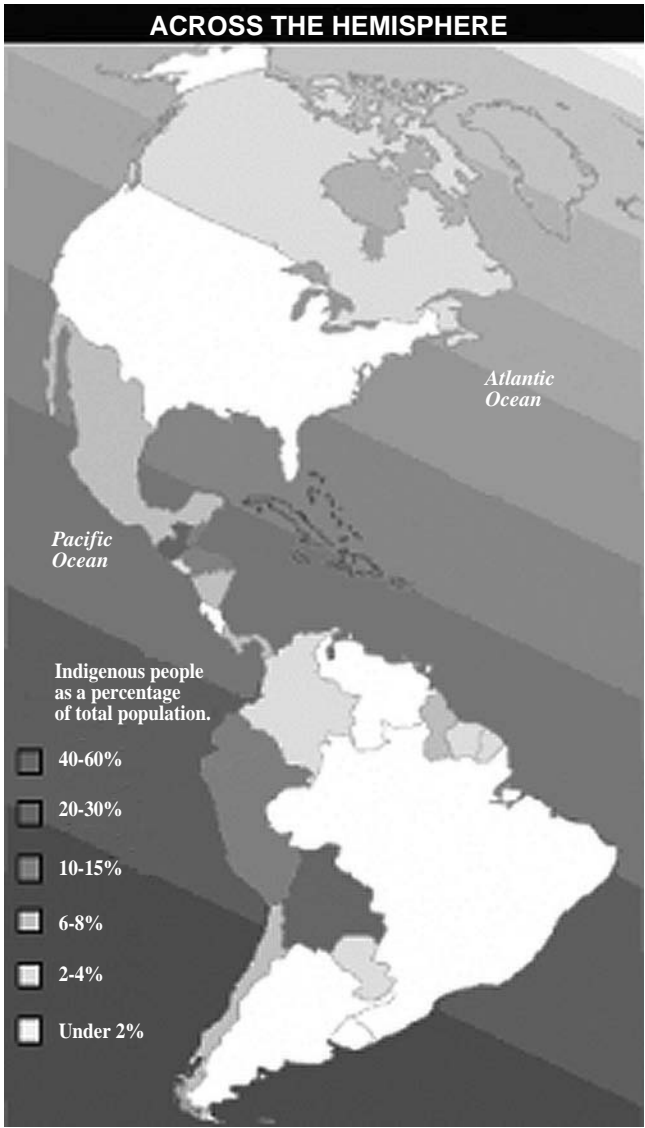 ACROSS THE HEMISPHERE
Atlantic
Ocean
Pacific
Ocean
Indigenous people
as a percentage
of total population.
40-60%
20-30%
10-15%
6-8%
2-4%
Under 2%